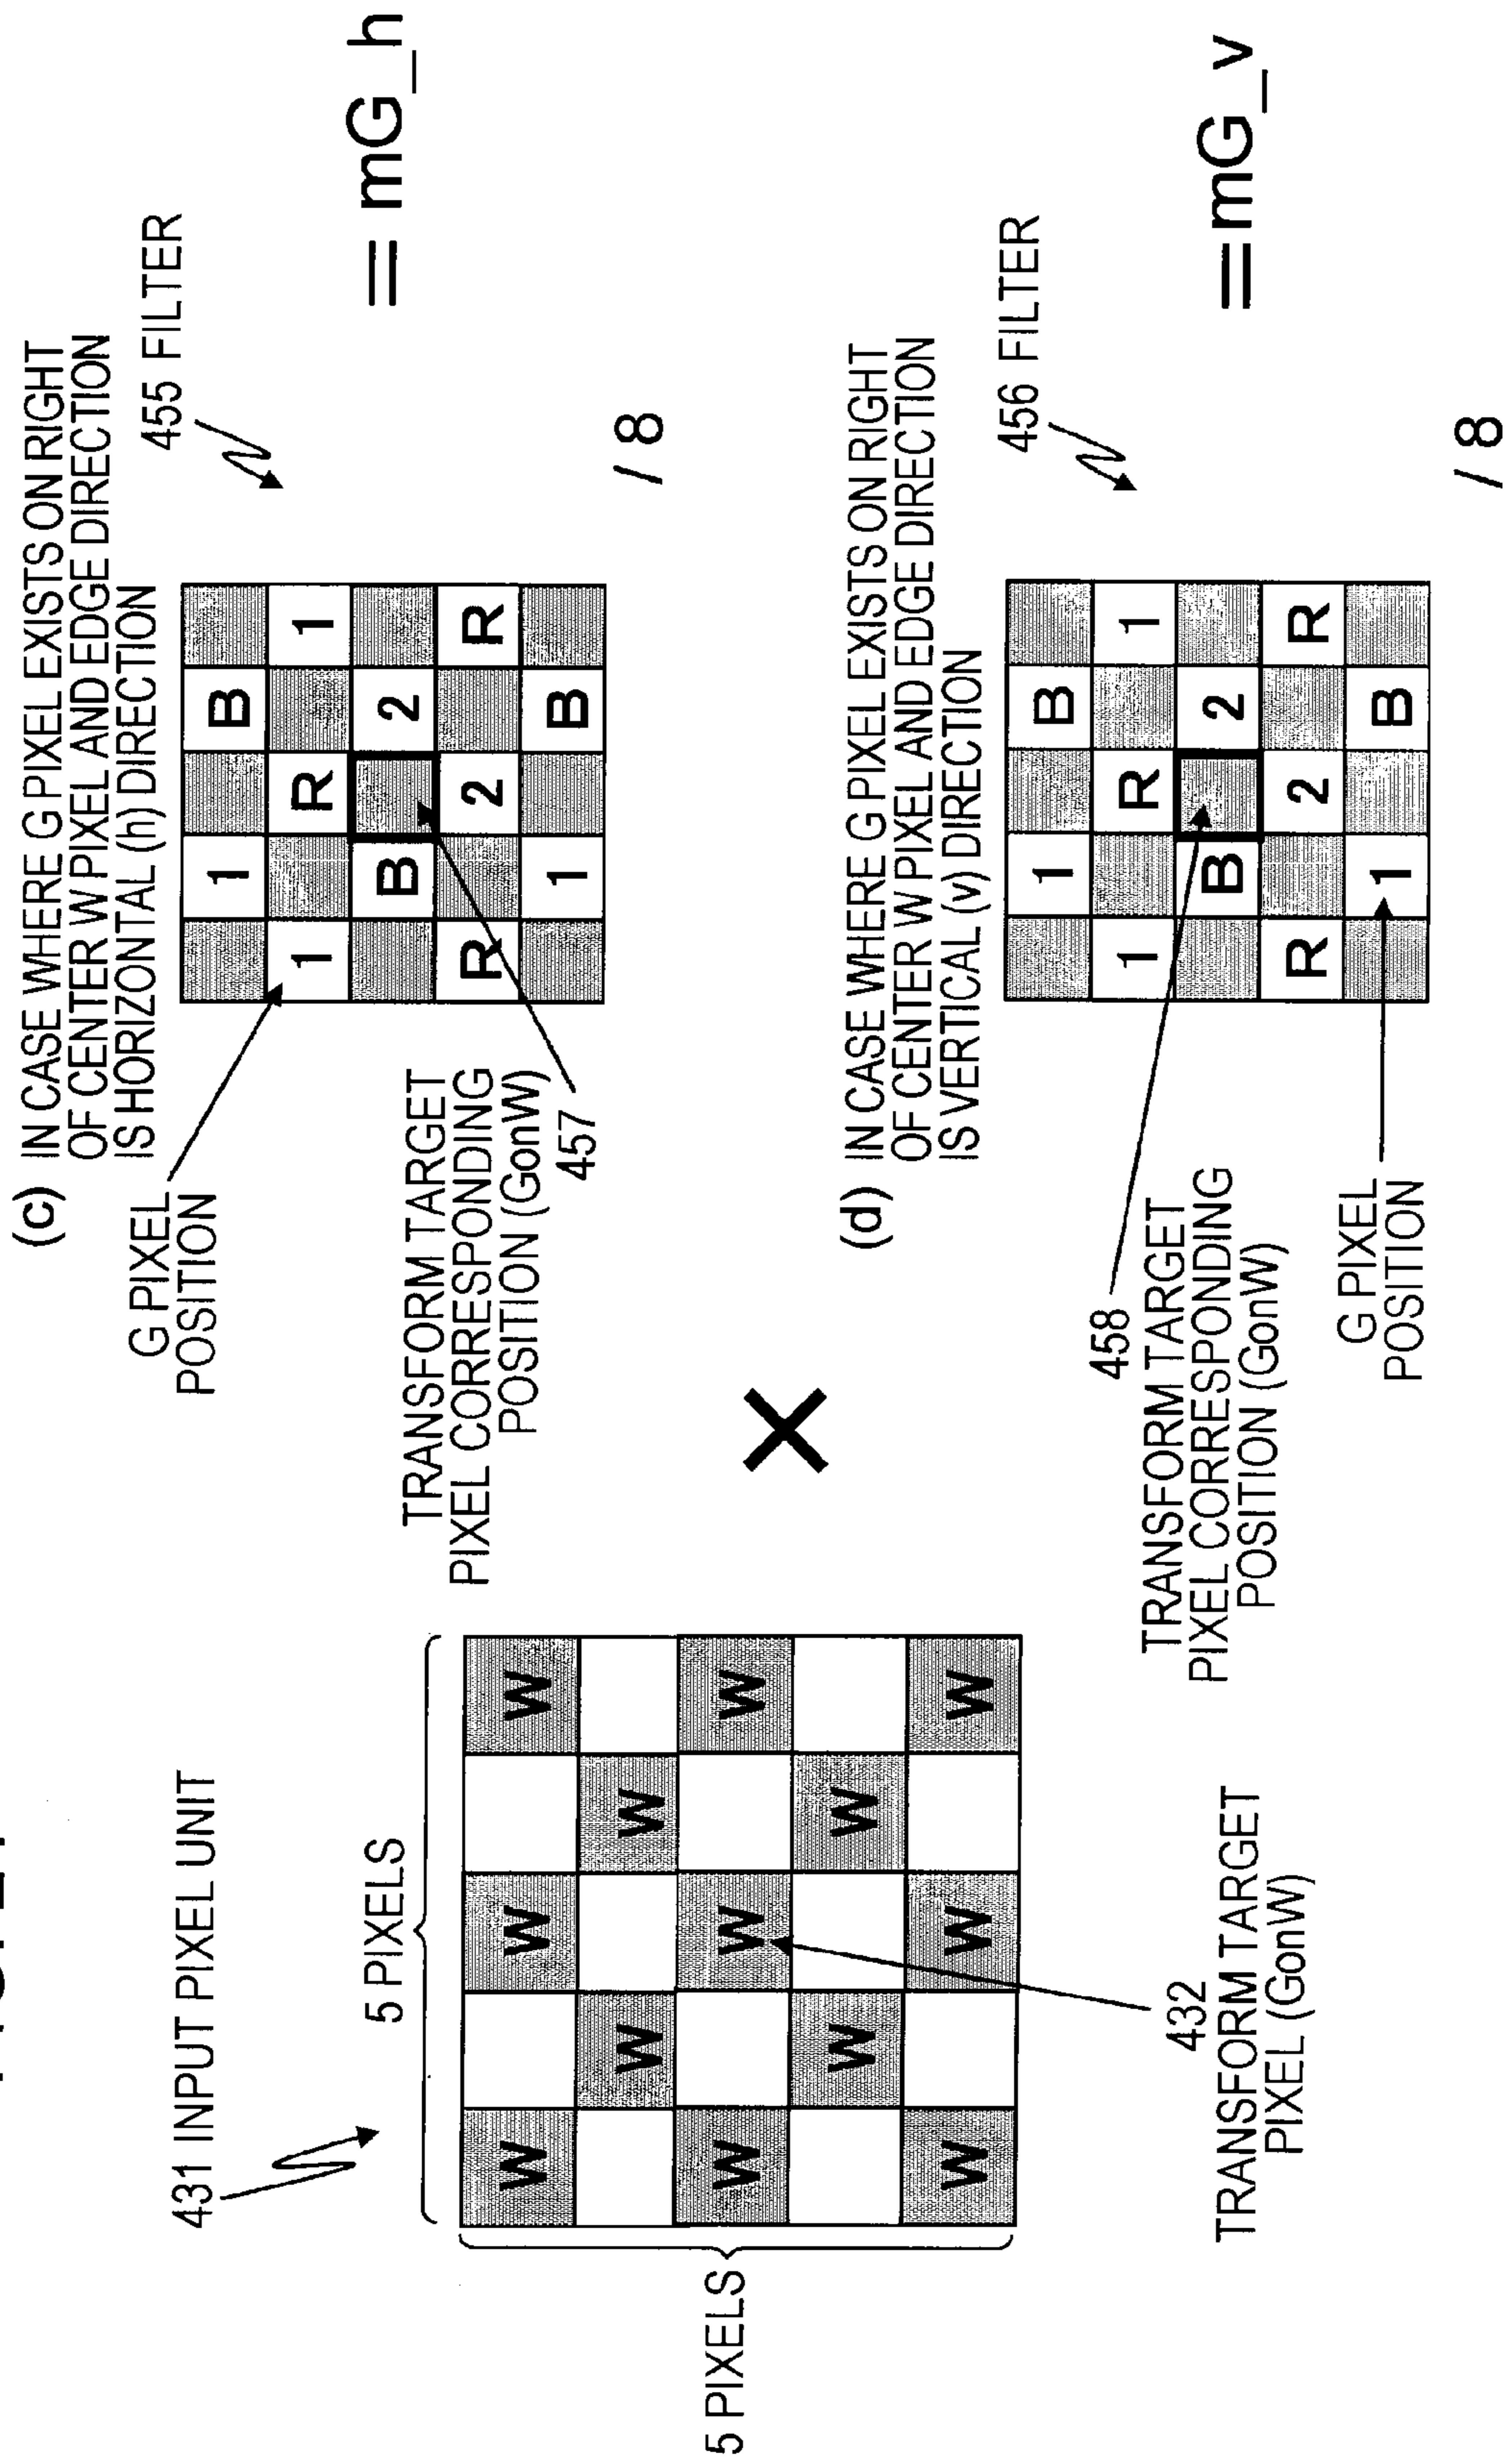 431 INPUT PIXEL UNIT
5 PIXELS
5 PIXELS
W W W
W W
W W W
W W
W W W
432
TRANSFORM TARGET
PIXEL (GonW)
×
(c) IN CASE WHERE G PIXEL EXISTS ON RIGHT
OF CENTER W PIXEL AND EDGE DIRECTION
IS HORIZONTAL (h) DIRECTION
455 FILTER
G PIXEL
POSITION
1 B
1 R 1
B 2
R 2 R
1 B
/ 8
= mG_h
TRANSFORM TARGET
PIXEL CORRESPONDING
POSITION (GonW)
457
(d) IN CASE WHERE G PIXEL EXISTS ON RIGHT
OF CENTER W PIXEL AND EDGE DIRECTION
IS VERTICAL (v) DIRECTION
456 FILTER
458
TRANSFORM TARGET
PIXEL CORRESPONDING
POSITION (GonW)
1 B
1 R 1
B 2
R 2 R
1 B
/ 8
=mG_v
G PIXEL
POSITION